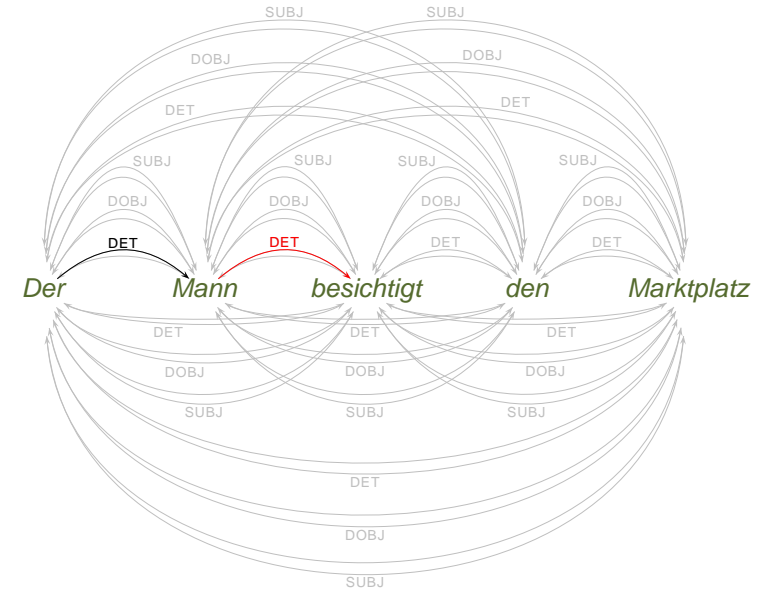 SUBJ SUBJ
DOBJ DOBJ
DET DET
SUBJ SUBJ SUBJ SUBJ
DOBJ DOBJ DOBJ DOBJ
DET DET DET DET
Der Mann besichtigt den Marktplatz
DET DET DET
DOBJ DOBJ DOBJ
SUBJ SUBJ SUBJ
DET
DOBJ
SUBJ